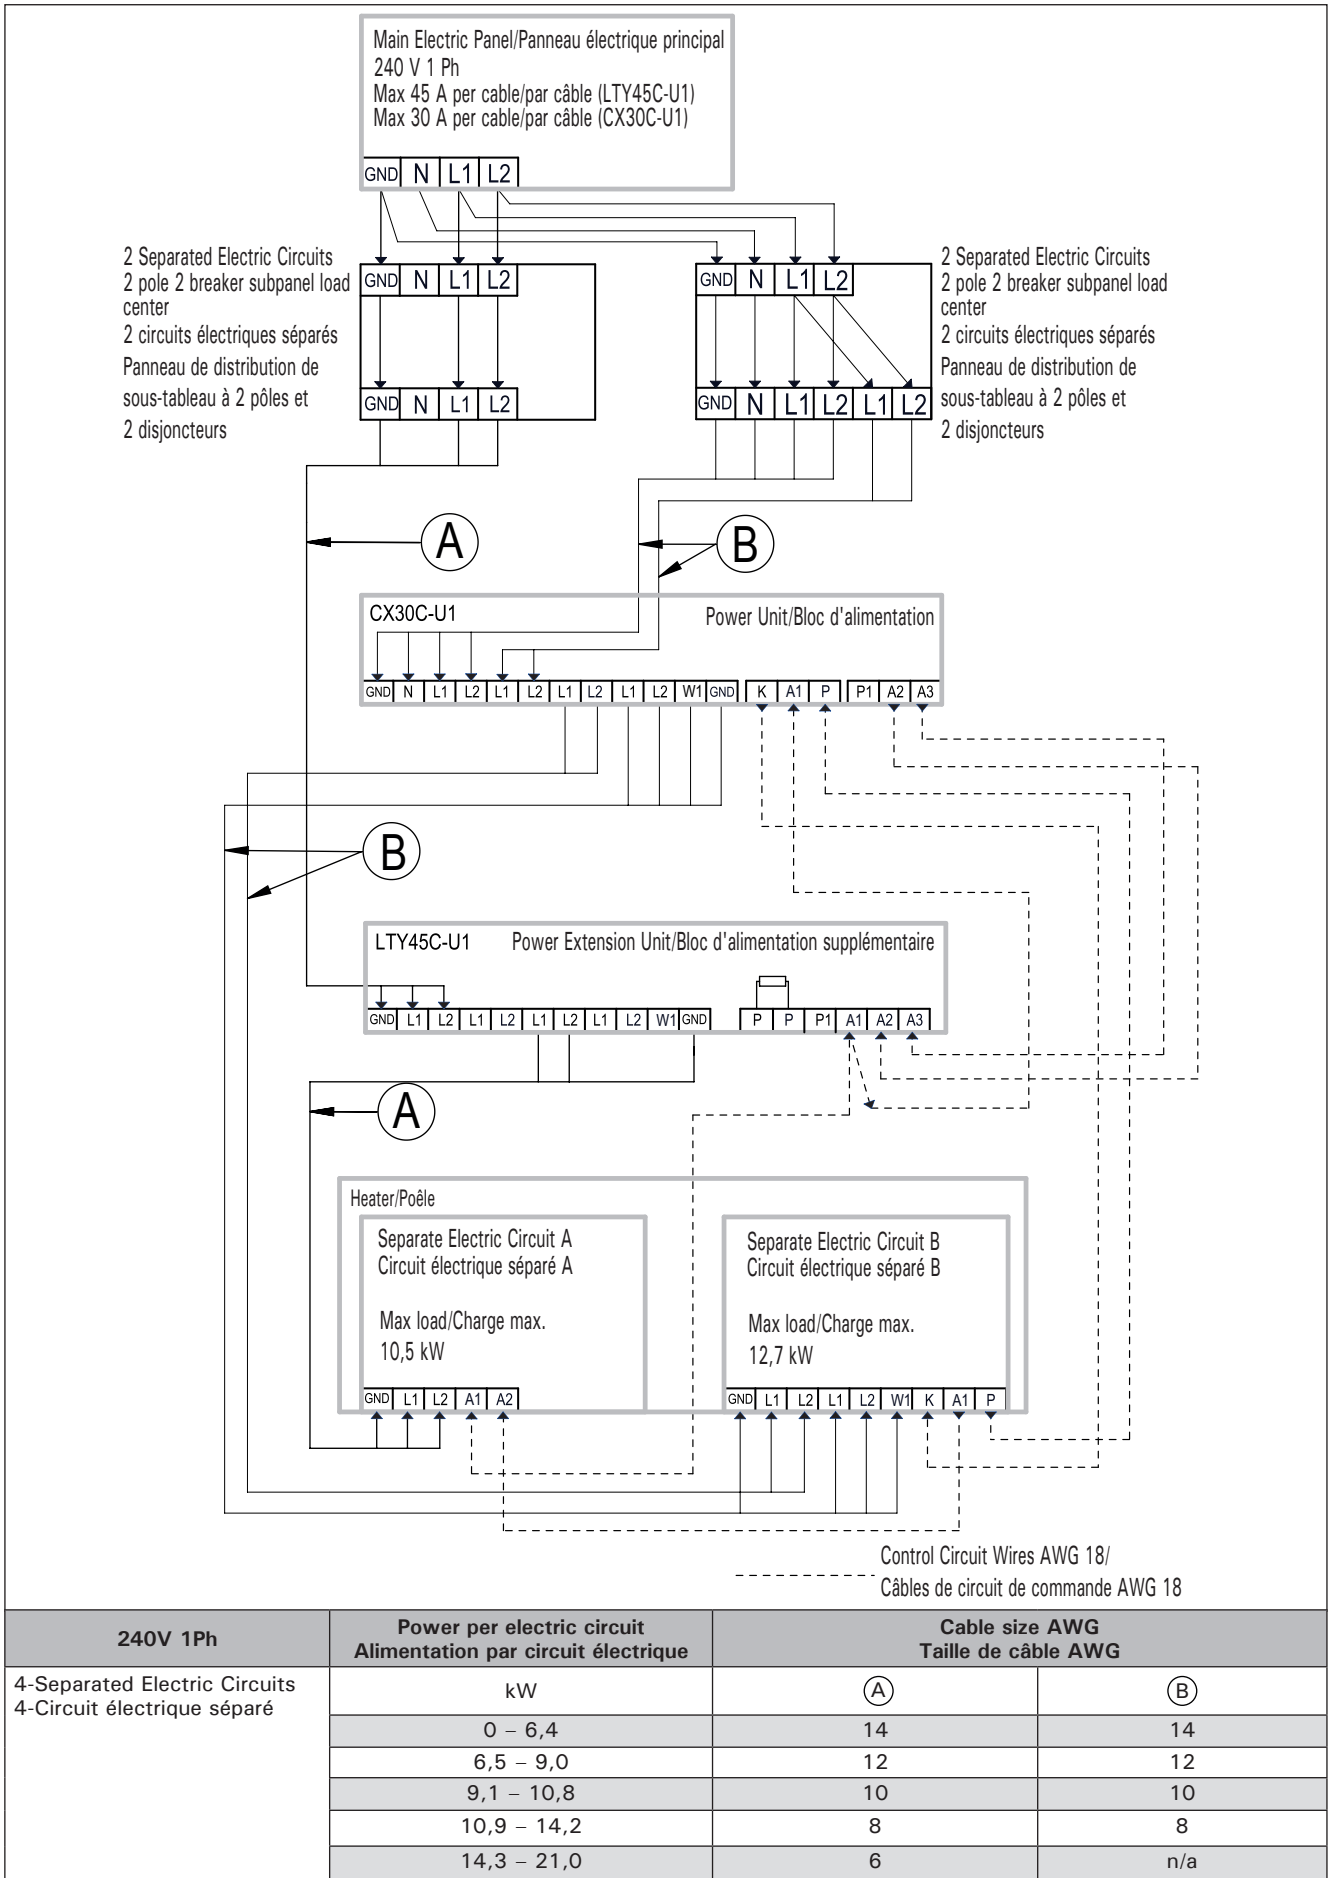 Main Electric Panel/Panneau électrique principal
240 V 1 Ph
Max 45 A per cable/par câble (LTY45C-U1)
Max 30 A per cable/par câble (CX30C-U1)
GND N L1 L2
2 Separated Electric Circuits
2 pole 2 breaker subpanel load
center
2 circuits électriques séparés
Panneau de distribution de
sous-tableau à 2 pôles et
2 disjoncteurs
GND N L1 L2
GND N L1 L2
GND N L1 L2
GND N L1 L2 L1 L2
2 Separated Electric Circuits
2 pole 2 breaker subpanel load
center
2 circuits électriques séparés
Panneau de distribution de
sous-tableau à 2 pôles et
2 disjoncteurs
A
B
CX30C-U1 Power Unit/Bloc d'alimentation
GND N L1 L2 L1 L2 L1 L2 L1 L2 W1 GND K A1 P P1 A2 A3
B
LTY45C-U1 Power Extension Unit/Bloc d'alimentation supplémentaire
GND L1 L2 L1 L2 L1 L2 L1 L2 W1 GND P P P1 A1 A2 A3
A
Heater/Poêle
Separate Electric Circuit A
Circuit électrique séparé A
Max load/Charge max.
10,5 kW
GND L1 L2 A1 A2
Separate Electric Circuit B
Circuit électrique séparé B
Max load/Charge max.
12,7 kW
GND L1 L2 L1 L2 W1 K A1 P
Control Circuit Wires AWG 18/
Câbles de circuit de commande AWG 18
240V 1Ph
Power per electric circuit
Alimentation par circuit électrique
Cable size AWG
Taille de câble AWG
4-Separated Electric Circuits
4-Circuit électrique séparé
kW A B
0 – 6,4 14 14
6,5 – 9,0 12 12
9,1 – 10,8 10 10
10,9 – 14,2 8 8
14,3 – 21,0 6 n/a